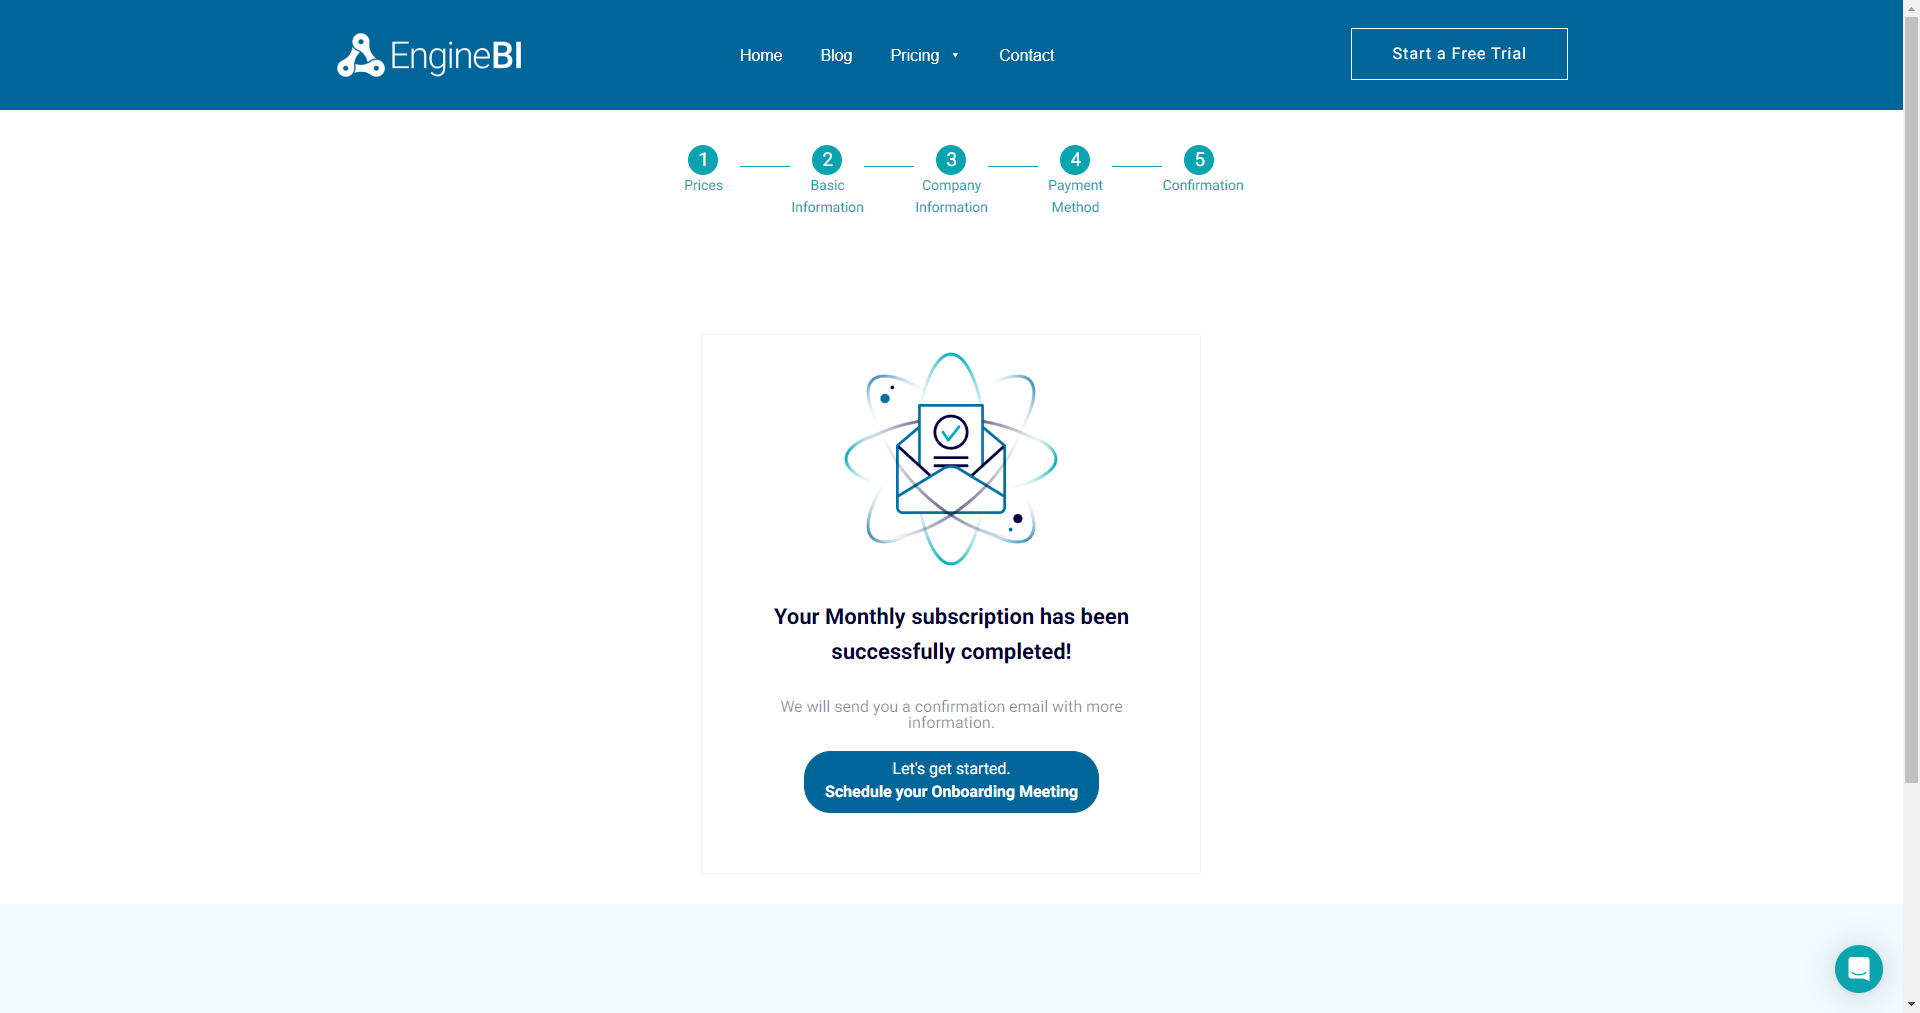 EngineBI
Home Blog Pricing ▼ Contact
Start a Free Trial
1 2 3 4 5
Prices Basic Information Company Information Payment Method Confirmation
Your Monthly subscription has been
successfully completed!
We will send you a confirmation email with more
information.
Let's get started.
Schedule your Onboarding Meeting